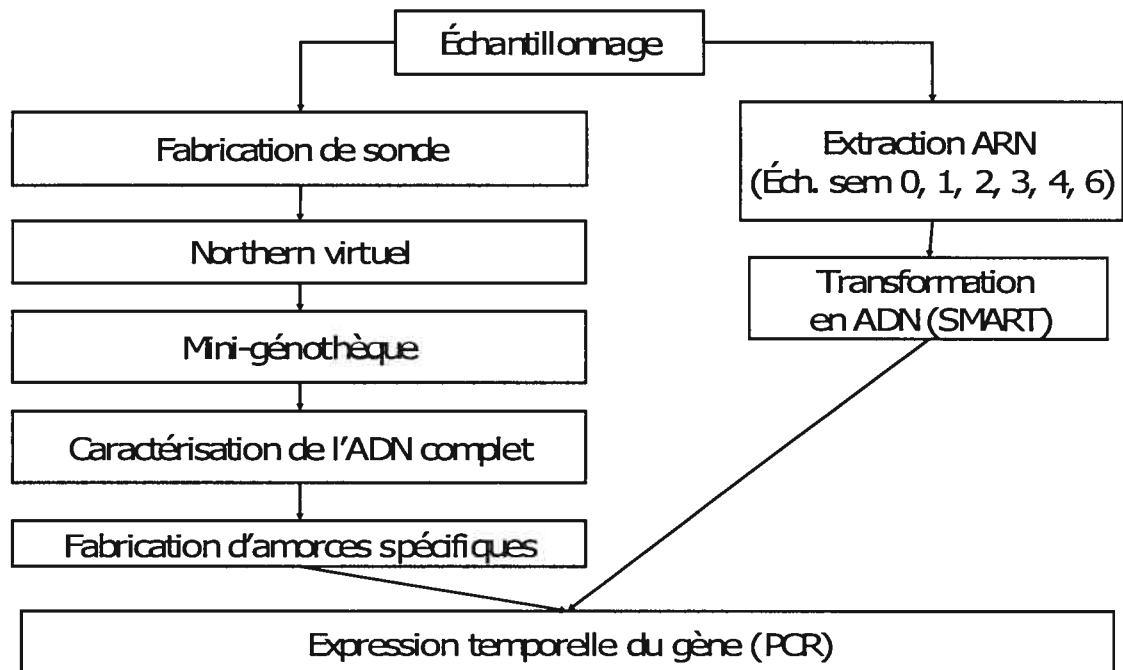 Échantillonnage
Fabrication de sonde
Northern virtuel
Mini-génothèque
Caractérisation de l'ADN complet
Fabrication d'amorces spécifiques
Extraction ARN
(Éch. sem 0, 1, 2, 3, 4, 6)
Transformation
en ADN (SMART)
Expression temporelle du gène (PCR)